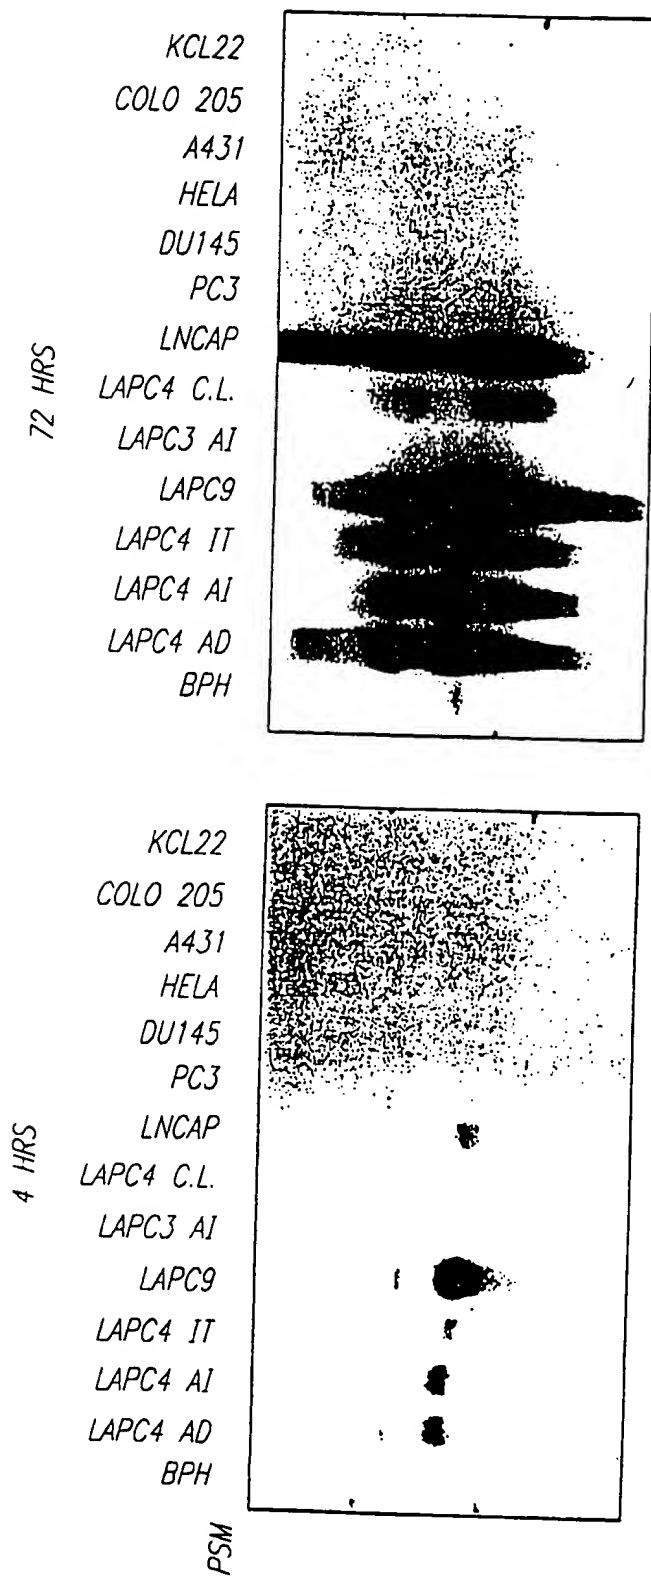 72 HRS
KCL22
COLO 205
A431
HELA
DU145
PC3
LNCAP
LAPC4 C.L.
LAPC3 AI
LAPC9
LAPC4 IT
LAPC4 AI
LAPC4 AD
BPH
4 HRS
KCL22
COLO 205
A431
HELA
DU145
PC3
LNCAP
LAPC4 C.L.
LAPC3 AI
LAPC9
LAPC4 IT
LAPC4 AI
LAPC4 AD
BPH
PSM